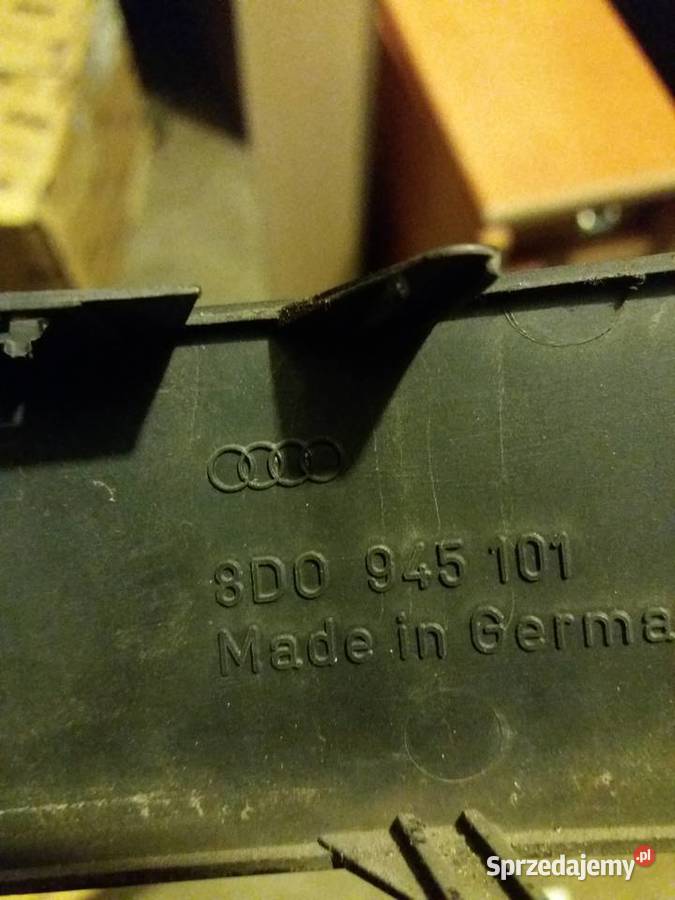 8D0 945 101
Made in Germa
Sprzedajemy.pl